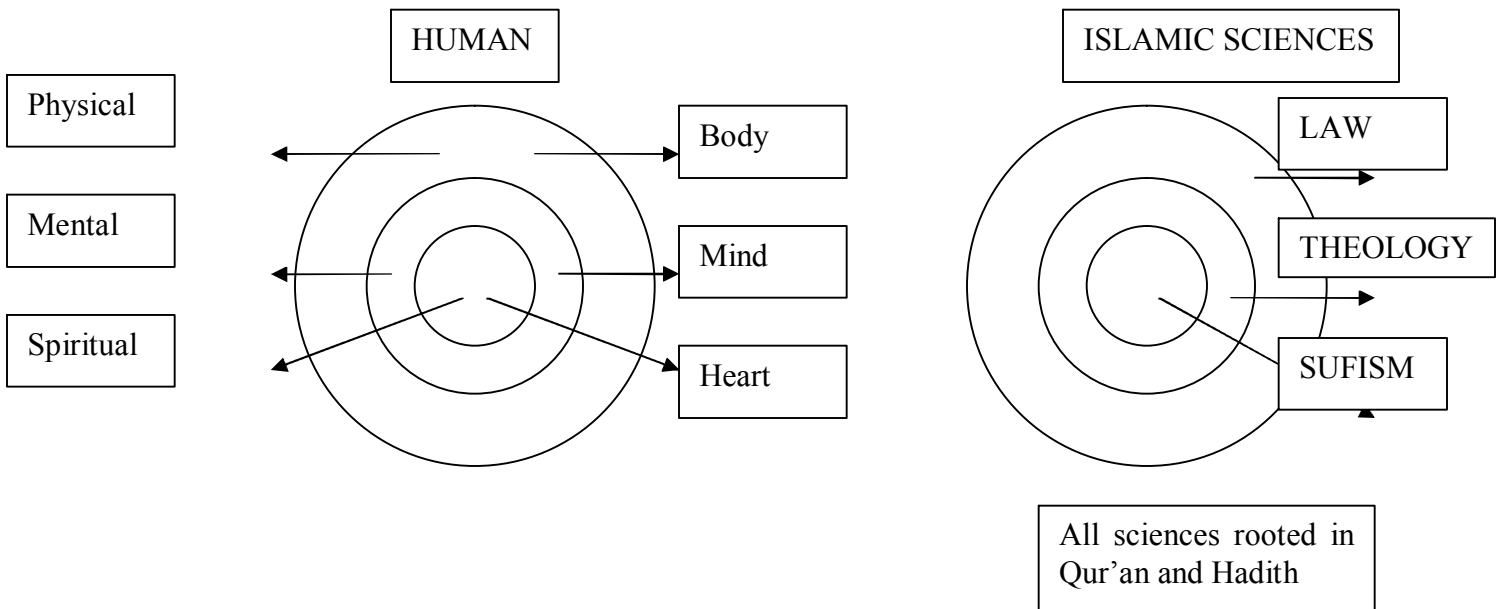 HUMAN
ISLAMIC SCIENCES
Physical
Body
LAW
Mental
Mind
THEOLOGY
Spiritual
Heart
SUFISM
All sciences rooted in
Qur’an and Hadith